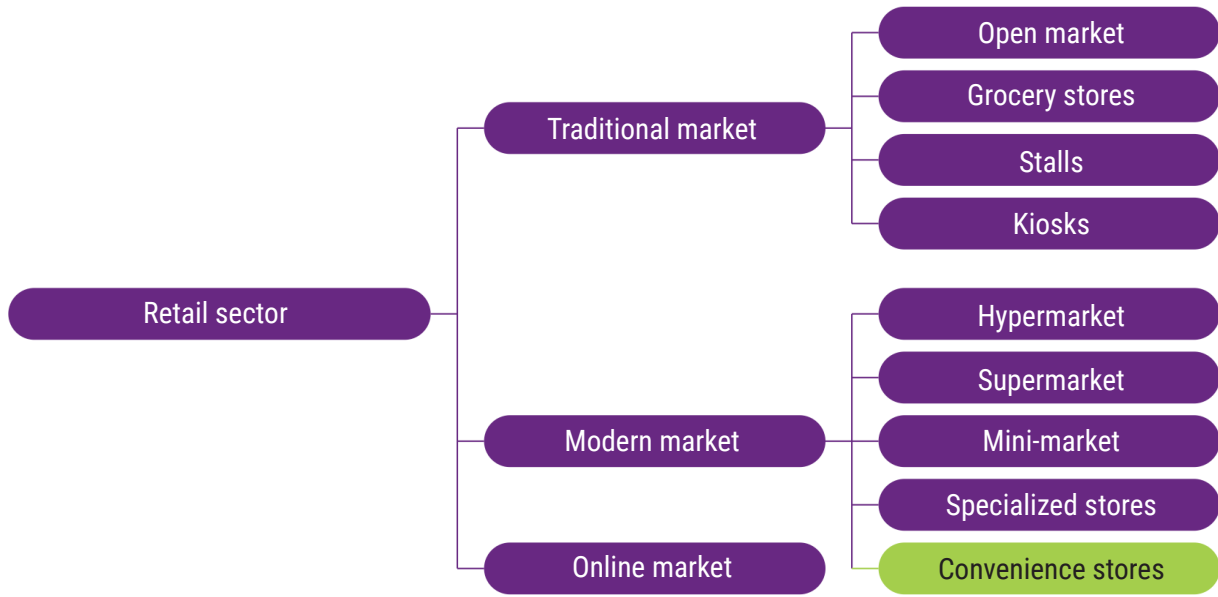 Retail sector
Traditional market
Open market
Grocery stores
Stalls
Kiosks
Modern market
Hypermarket
Supermarket
Mini-market
Specialized stores
Convenience stores
Online market